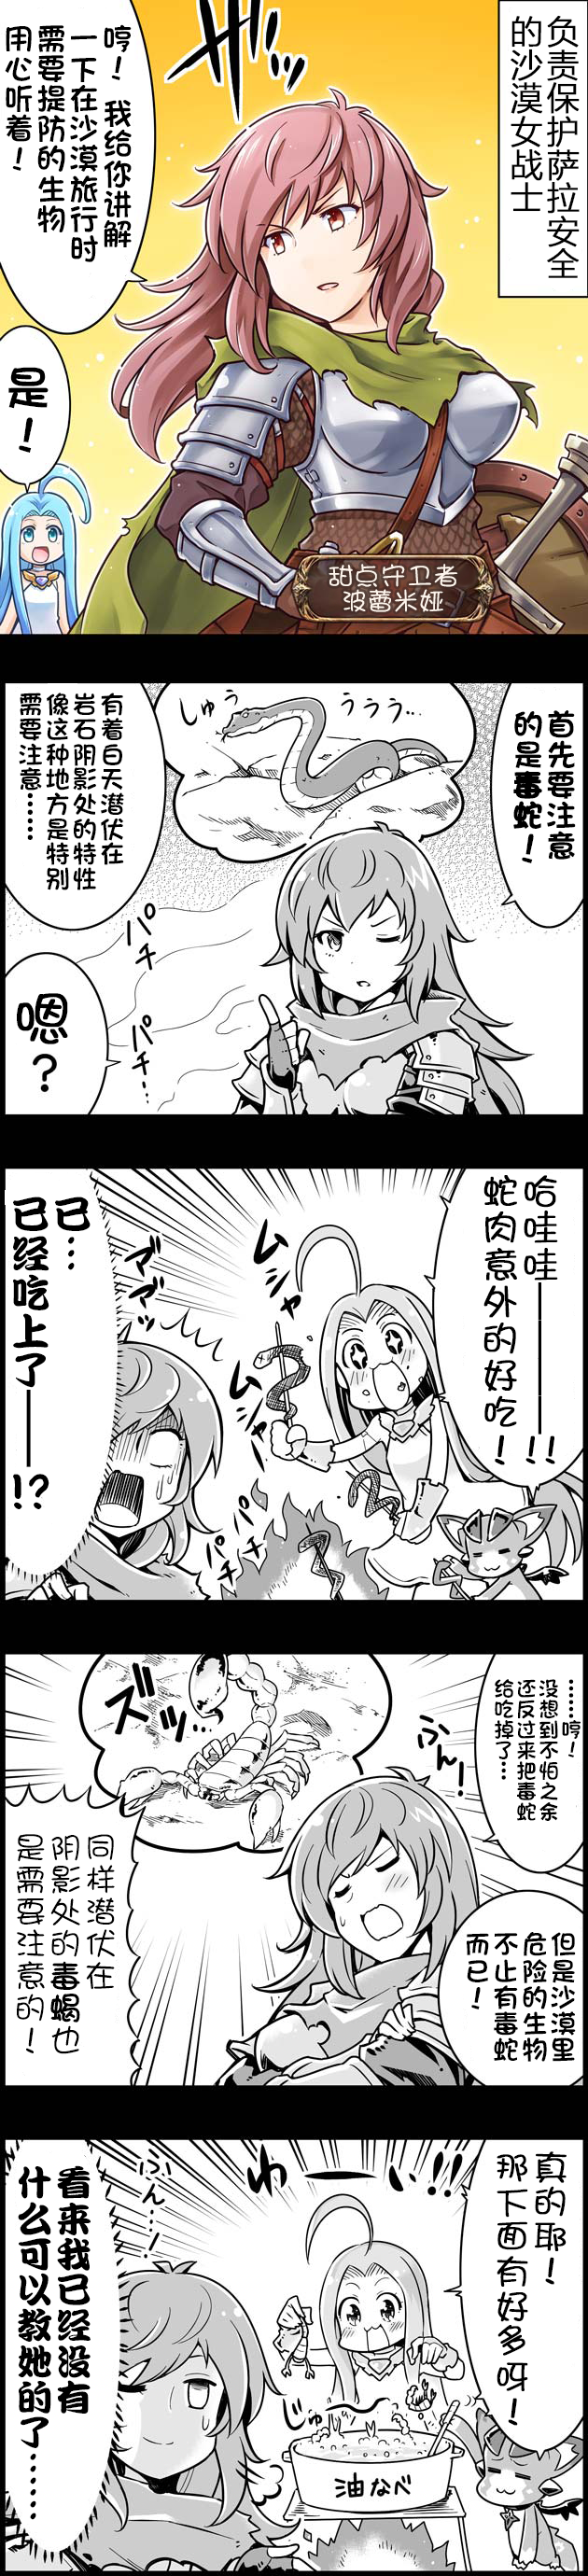 负责保护萨拉安全
的沙漠女战士
哼！我给你讲解
一下在沙漠旅行时
需要提防的生物
用心听着！
是！
甜点守卫者
波蕾米娅
首先要注意
的是毒蛇！
しゅうぅ
うぅぅ…
有着白天潜伏在
岩石阴影处的特性
像这种地方是特别
需要注意……
パチ
パチ…
嗯？
哈哇哇——！！
蛇肉意外的好吃！
ムシャ
ムシャ
ママッ
パチ
パチ
已…
已经吃上了——！？
……哼！
没想到不怕之余
还反过来把毒蛇
给吃掉了…
ふん！
ズッ…
但是沙漠里
危险的生物
不止有毒蛇
而已！
同样潜伏在
阴影处的毒蝎也
是需要注意的！
真的耶！
那下面有好多呀！
わーい！！
じゅぅ
油なべ
ふん…！
看来我已经没有
什么可以教她的了……